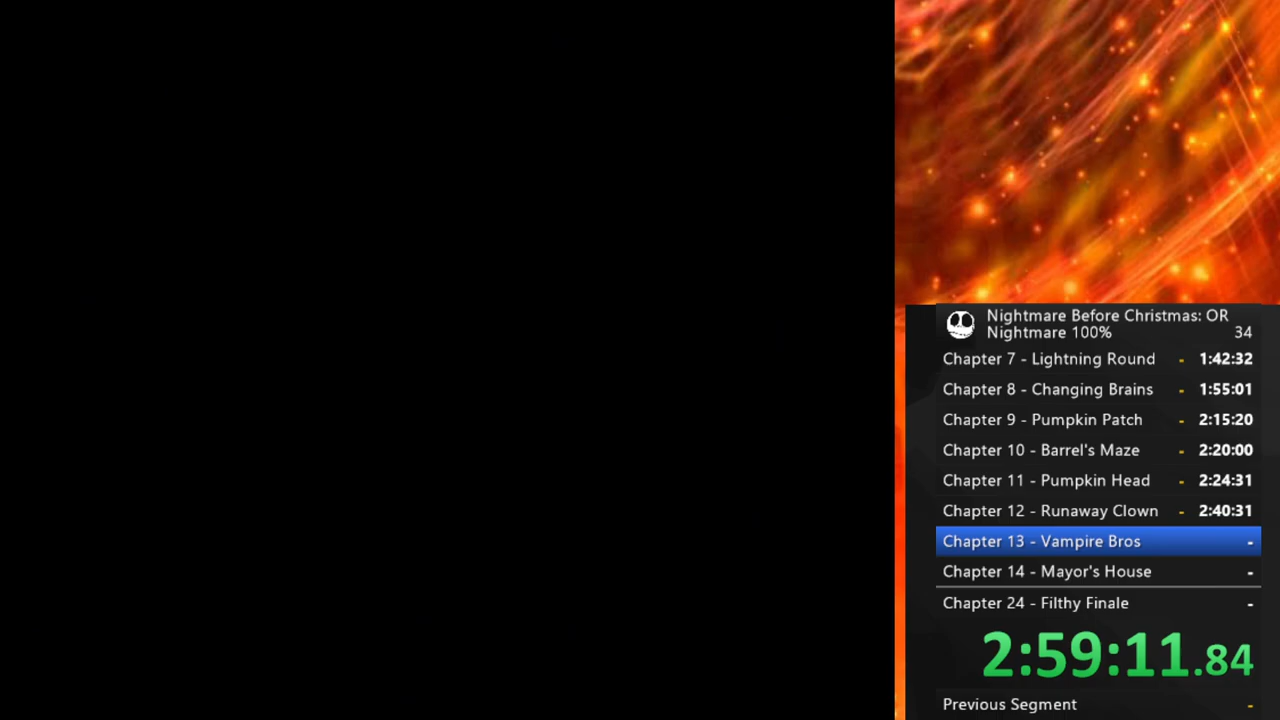 Nightmare Before Christmas: OR
Nightmare 100% 34
Chapter 7 - Lightning Round - 1:42:32
Chapter 8 - Changing Brains - 1:55:01
Chapter 9 - Pumpkin Patch - 2:15:20
Chapter 10 - Barrel's Maze - 2:20:00
Chapter 11 - Pumpkin Head - 2:24:31
Chapter 12 - Runaway Clown - 2:40:31
Chapter 13 - Vampire Bros -
Chapter 14 - Mayor's House -
Chapter 24 - Filthy Finale -
2:59:11.84
Previous Segment -